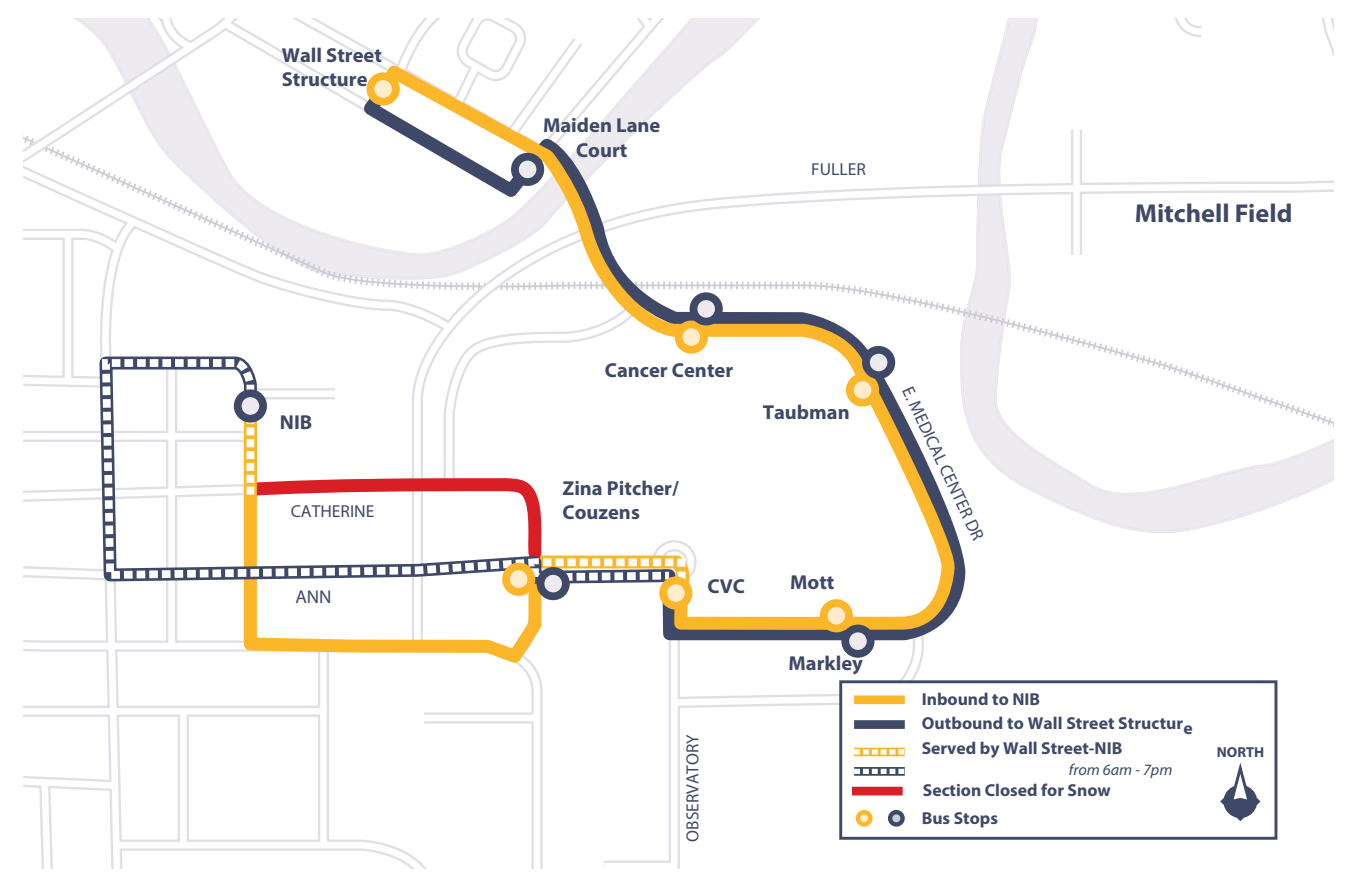 Wall Street
Structure
Maiden Lane
Court
FULLER
Mitchell Field
Cancer Center
Taubman
E. MEDICAL CENTER DR
NIB
Zina Pitcher/
Couzens
CATHERINE
ANN
CVC
Mott
Markley
OBSERVATORY
Inbound to NIB
Outbound to Wall Street Structure
Served by Wall Street-NIB
from 6am - 7pm
Section Closed for Snow
Bus Stops
NORTH